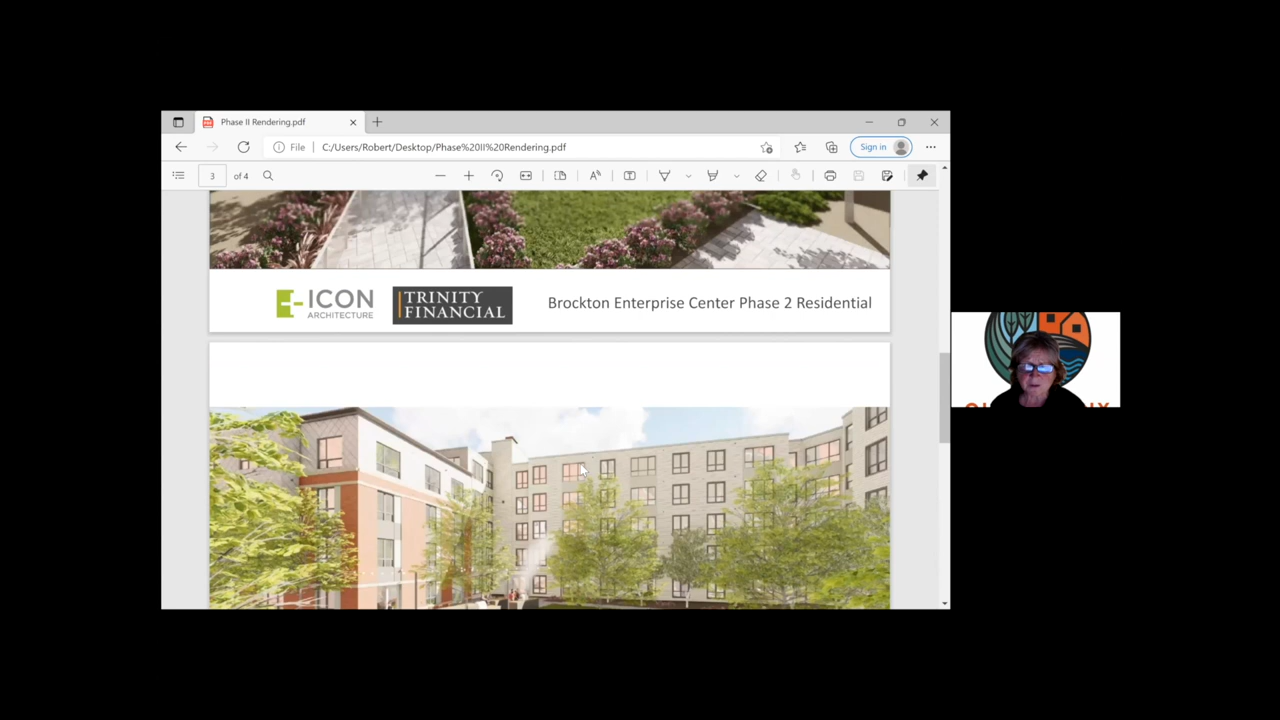 Phase II Rendering.pdf
File
C:/Users/Robert/Desktop/Phase%20II%20Rendering.pdf
Sign in
3
of 4
ICON
ARCHITECTURE
TRINITY
FINANCIAL
Brockton Enterprise Center Phase 2 Residential